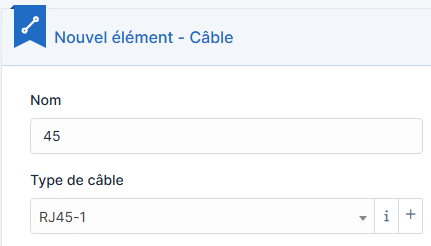 Nouvel élément - Câble
Nom
45
Type de câble
RJ45-1